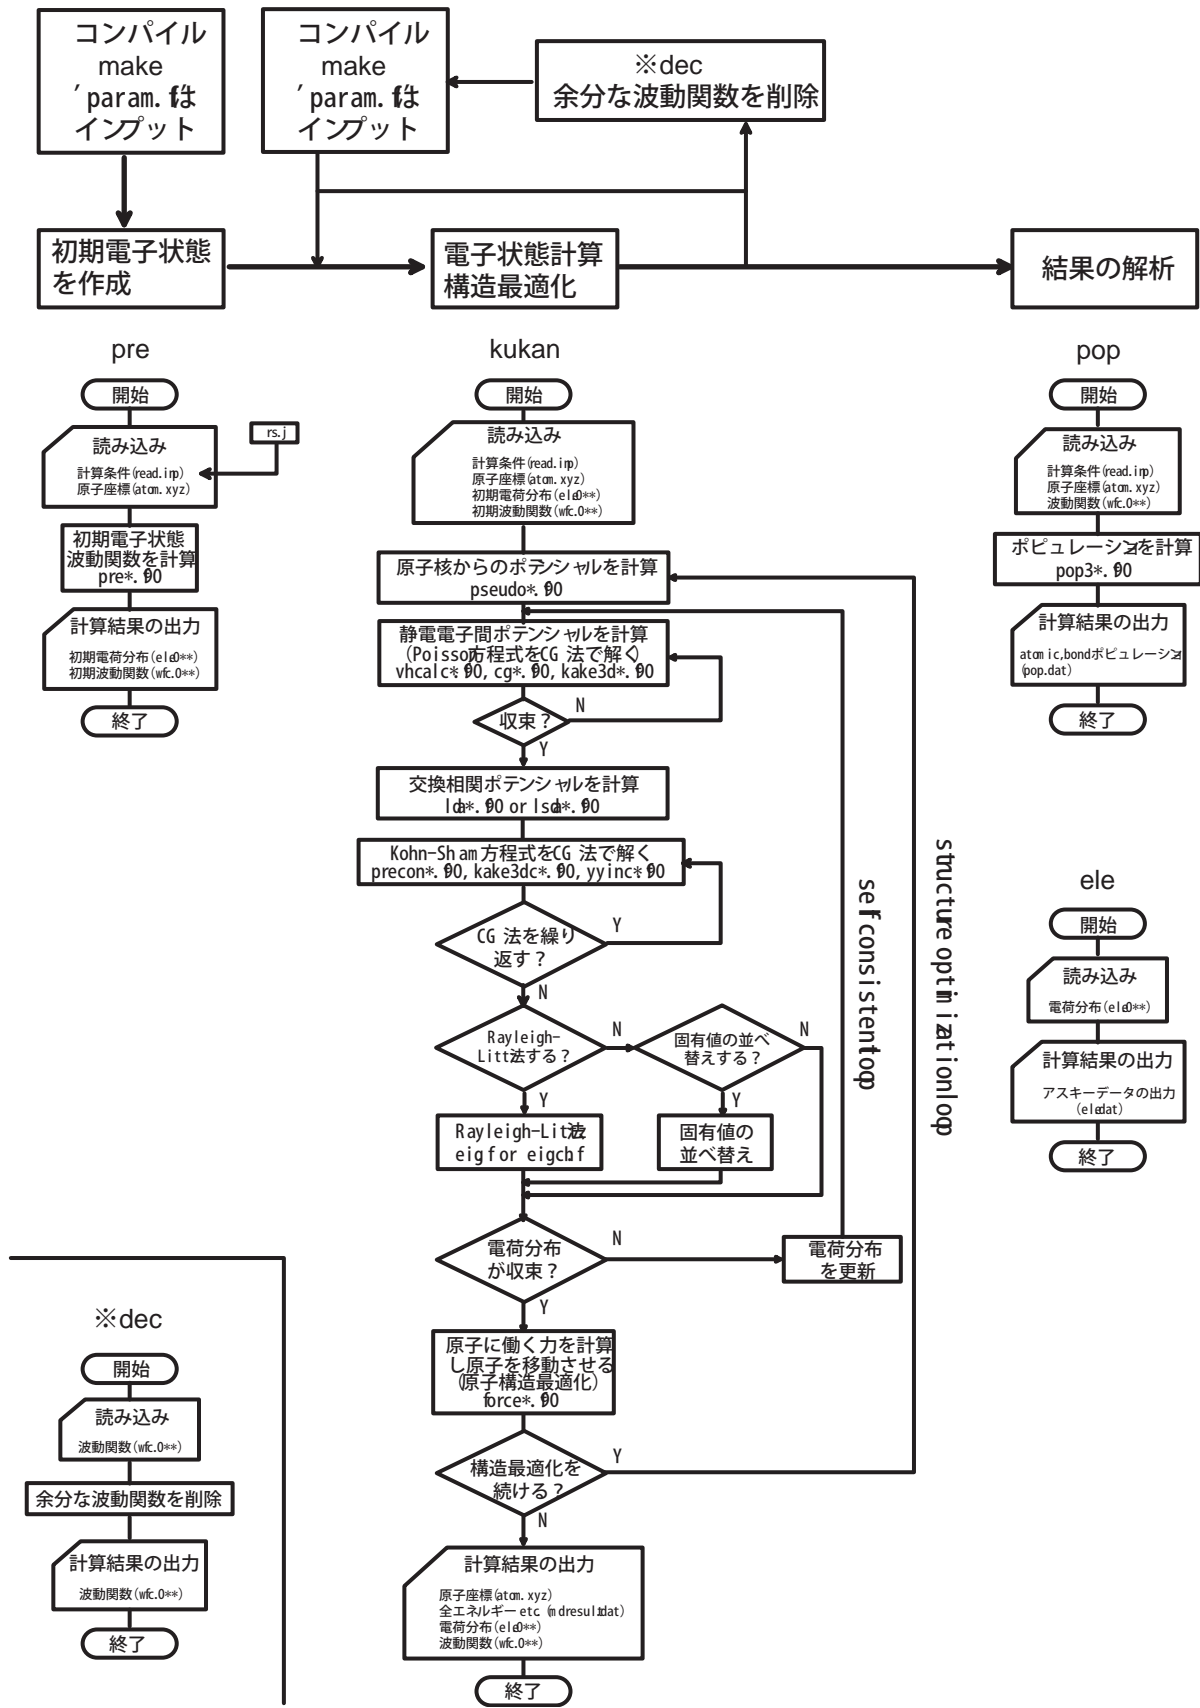 コンパイル
make
'param.fは
インプット
コンパイル
make
'param.fは
インプット
※dec
余分な波動関数を削除
初期電子状態
を作成
電子状態計算
構造最適化
結果の解析
pre
開始
読み込み
計算条件(read.inp)
原子座標(atom.xyz)
rs.j
初期電子状態
波動関数を計算
pre*.f90
計算結果の出力
初期電荷分布(ele0**)
初期波動関数(wfc.0**)
終了
kukan
開始
読み込み
計算条件(read.inp)
原子座標(atom.xyz)
初期電荷分布(ele0**)
初期波動関数(wfc.0**)
原子核からのポテンシャルを計算
pseudo*.f90
静電電子間ポテンシャルを計算
(Poisson方程式をCG 法で解く)
vhcalc*.f90, cg*.f90, kake3d*.f90
収束?
N
Y
交換相関ポテンシャルを計算
lda*.f90 or lsda*.f90
Kohn-Sham 方程式をCG 法で解く
precon*.f90, kake3dc*.f90, yyinc*.f90
CG 法を繰り
返す?
Y
N
Rayleigh-
Littz法する?
N
Y
固有値の並べ
替えする?
N
Y
Rayleigh-Littz法
eig f or eigch.f
固有値の
並べ替え
電荷分布
が収束?
N
Y
電荷分布
を更新
self consistent loop
structure optimization loop
原子に働く力を計算
し原子を移動させる
(原子構造最適化)
force*.f90
構造最適化を
続ける?
Y
N
計算結果の出力
原子座標(atom.xyz)
全エネルギー etc. (mdresult.dat)
電荷分布(ele0**)
波動関数(wfc.0**)
終了
pop
開始
読み込み
計算条件(read.inp)
原子座標(atom.xyz)
波動関数(wfc.0**)
ポピュレーションを計算
pop3*.f90
計算結果の出力
atomic,bondポピュレーション
(pop.dat)
終了
ele
開始
読み込み
電荷分布(ele0**)
計算結果の出力
アスキーデータの出力
(ele.dat)
終了
※dec
開始
読み込み
波動関数(wfc.0**)
余分な波動関数を削除
計算結果の出力
波動関数(wfc.0**)
終了